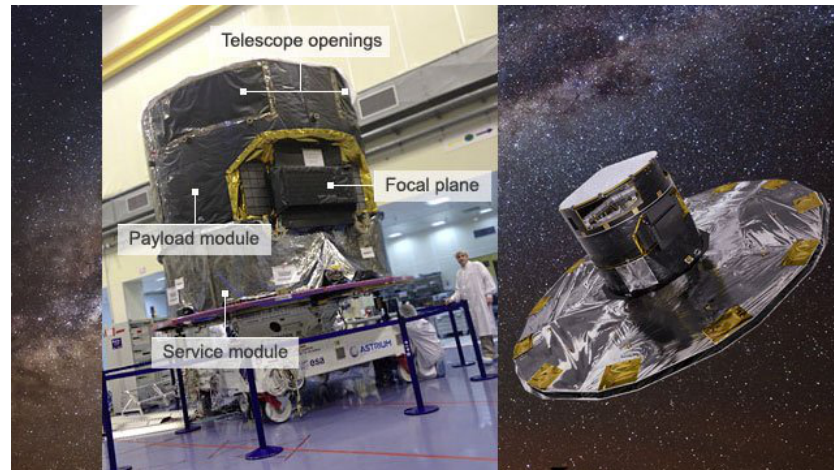 Telescope openings
Focal plane
Payload module
Service module
esa
ASTRIUM